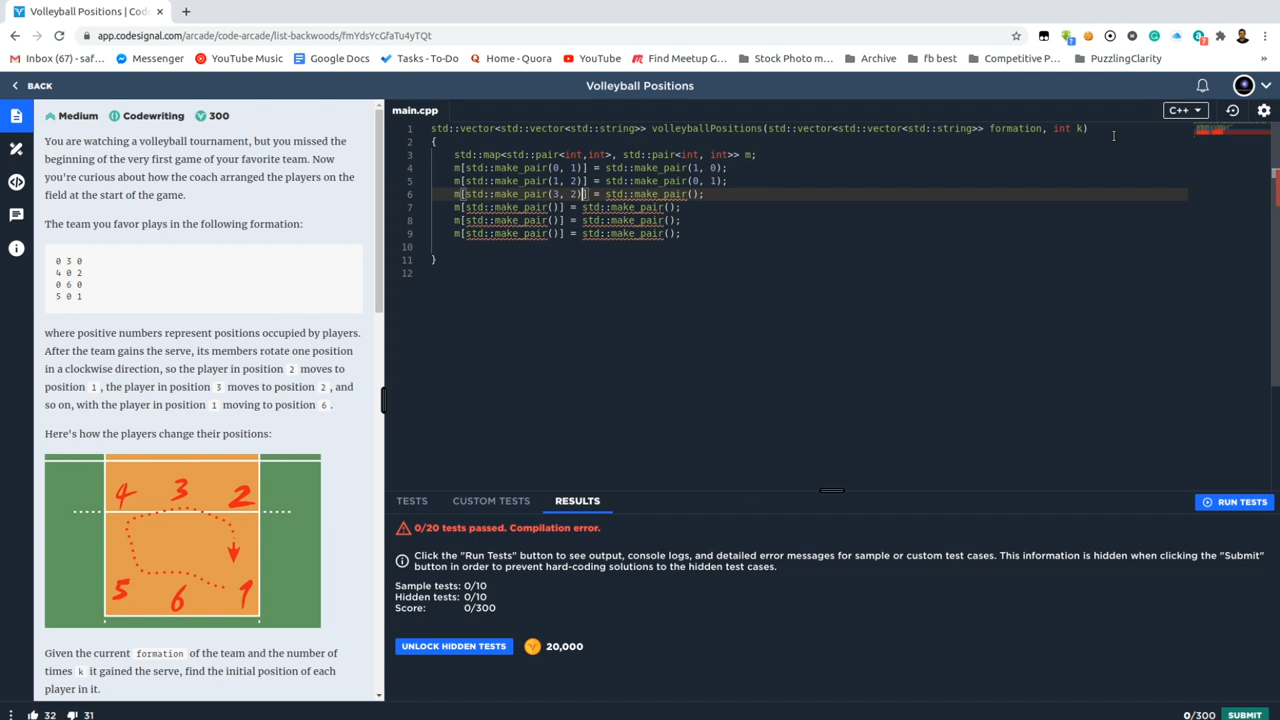 Volleyball Positions | Cod
app.codesignal.com/arcade/code-arcade/list-backwoods/fmYdsYcGfaTu4yTQt
Inbox (67) - saf... Messenger YouTube Music Google Docs Tasks - To-Do Home - Quora YouTube Find Meetup G... Stock Photo m... Archive fb best Competitive P... PuzzlingClarity »
BACK
Volleyball Positions
Medium Codewriting 300
You are watching a volleyball tournament, but you missed the
beginning of the very first game of your favorite team. Now
you're curious about how the coach arranged the players on the
field at the start of the game.
The team you favor plays in the following formation:
0 3 0
4 0 2
0 6 0
5 0 1
where positive numbers represent positions occupied by players.
After the team gains the serve, its members rotate one position
in a clockwise direction, so the player in position 2 moves to
position 1, the player in position 3 moves to position 2, and
so on, with the player in position 1 moving to position 6.
Here's how the players change their positions:
4 3 2
5 6 1
Given the current formation of the team and the number of
times k it gained the serve, find the initial position of each
player in it.
32 31
main.cpp
C++
1 std::vector<std::vector<std::string>> volleyballPositions(std::vector<std::vector<std::string>> formation, int k)
2 {
3 std::map<std::pair<int,int>, std::pair<int, int>> m;
4 m[std::make_pair(0, 1)] = std::make_pair(1, 0);
5 m[std::make_pair(1, 2)] = std::make_pair(0, 1);
6 m[std::make_pair(3, 2)] = std::make_pair();
7 m[std::make_pair()] = std::make_pair();
8 m[std::make_pair()] = std::make_pair();
9 m[std::make_pair()] = std::make_pair();
10
11 }
12
TESTS CUSTOM TESTS RESULTS
RUN TESTS
0/20 tests passed. Compilation error.
Click the "Run Tests" button to see output, console logs, and detailed error messages for sample or custom test cases. This information is hidden when clicking the "Submit"
button in order to prevent hard-coding solutions to the hidden test cases.
Sample tests: 0/10
Hidden tests: 0/10
Score: 0/300
UNLOCK HIDDEN TESTS 20,000
0/300 SUBMIT